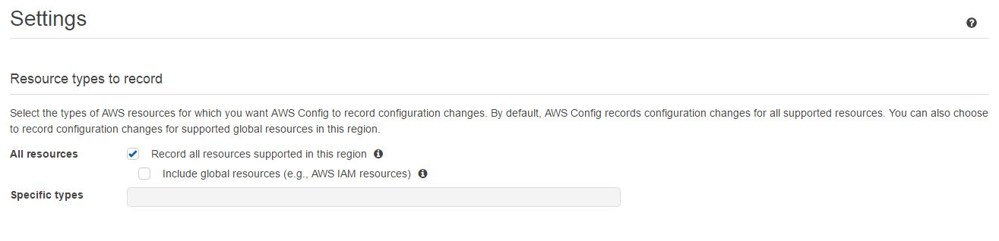 Settings
Resource types to record
Select the types of AWS resources for which you want AWS Config to record configuration changes. By default, AWS Config records configuration changes for all supported resources. You can also choose
to record configuration changes for supported global resources in this region.
All resources Record all resources supported in this region
Include global resources (e.g., AWS IAM resources)
Specific types